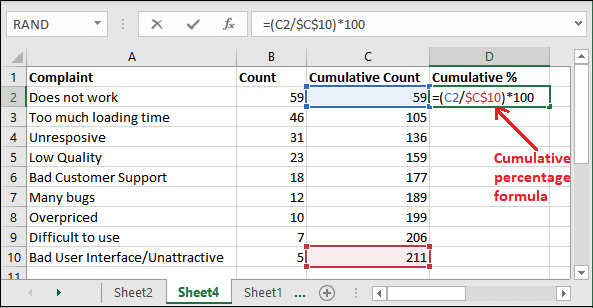 RAND =(C2/$C$10)*100
A B C D
1 Complaint Count Cumulative Count Cumulative %
2 Does not work 59 59 =(C2/$C$10)*100
3 Too much loading time 46 105
4 Unresposive 31 136
5 Low Quality 23 159
6 Bad Customer Support 18 177
7 Many bugs 12 189
8 Overpriced 10 199
9 Difficult to use 7 206
10 Bad User Interface/Unattractive 5 211
11
Cumulative
percentage
formula
Sheet2 Sheet4 Sheet1 ...